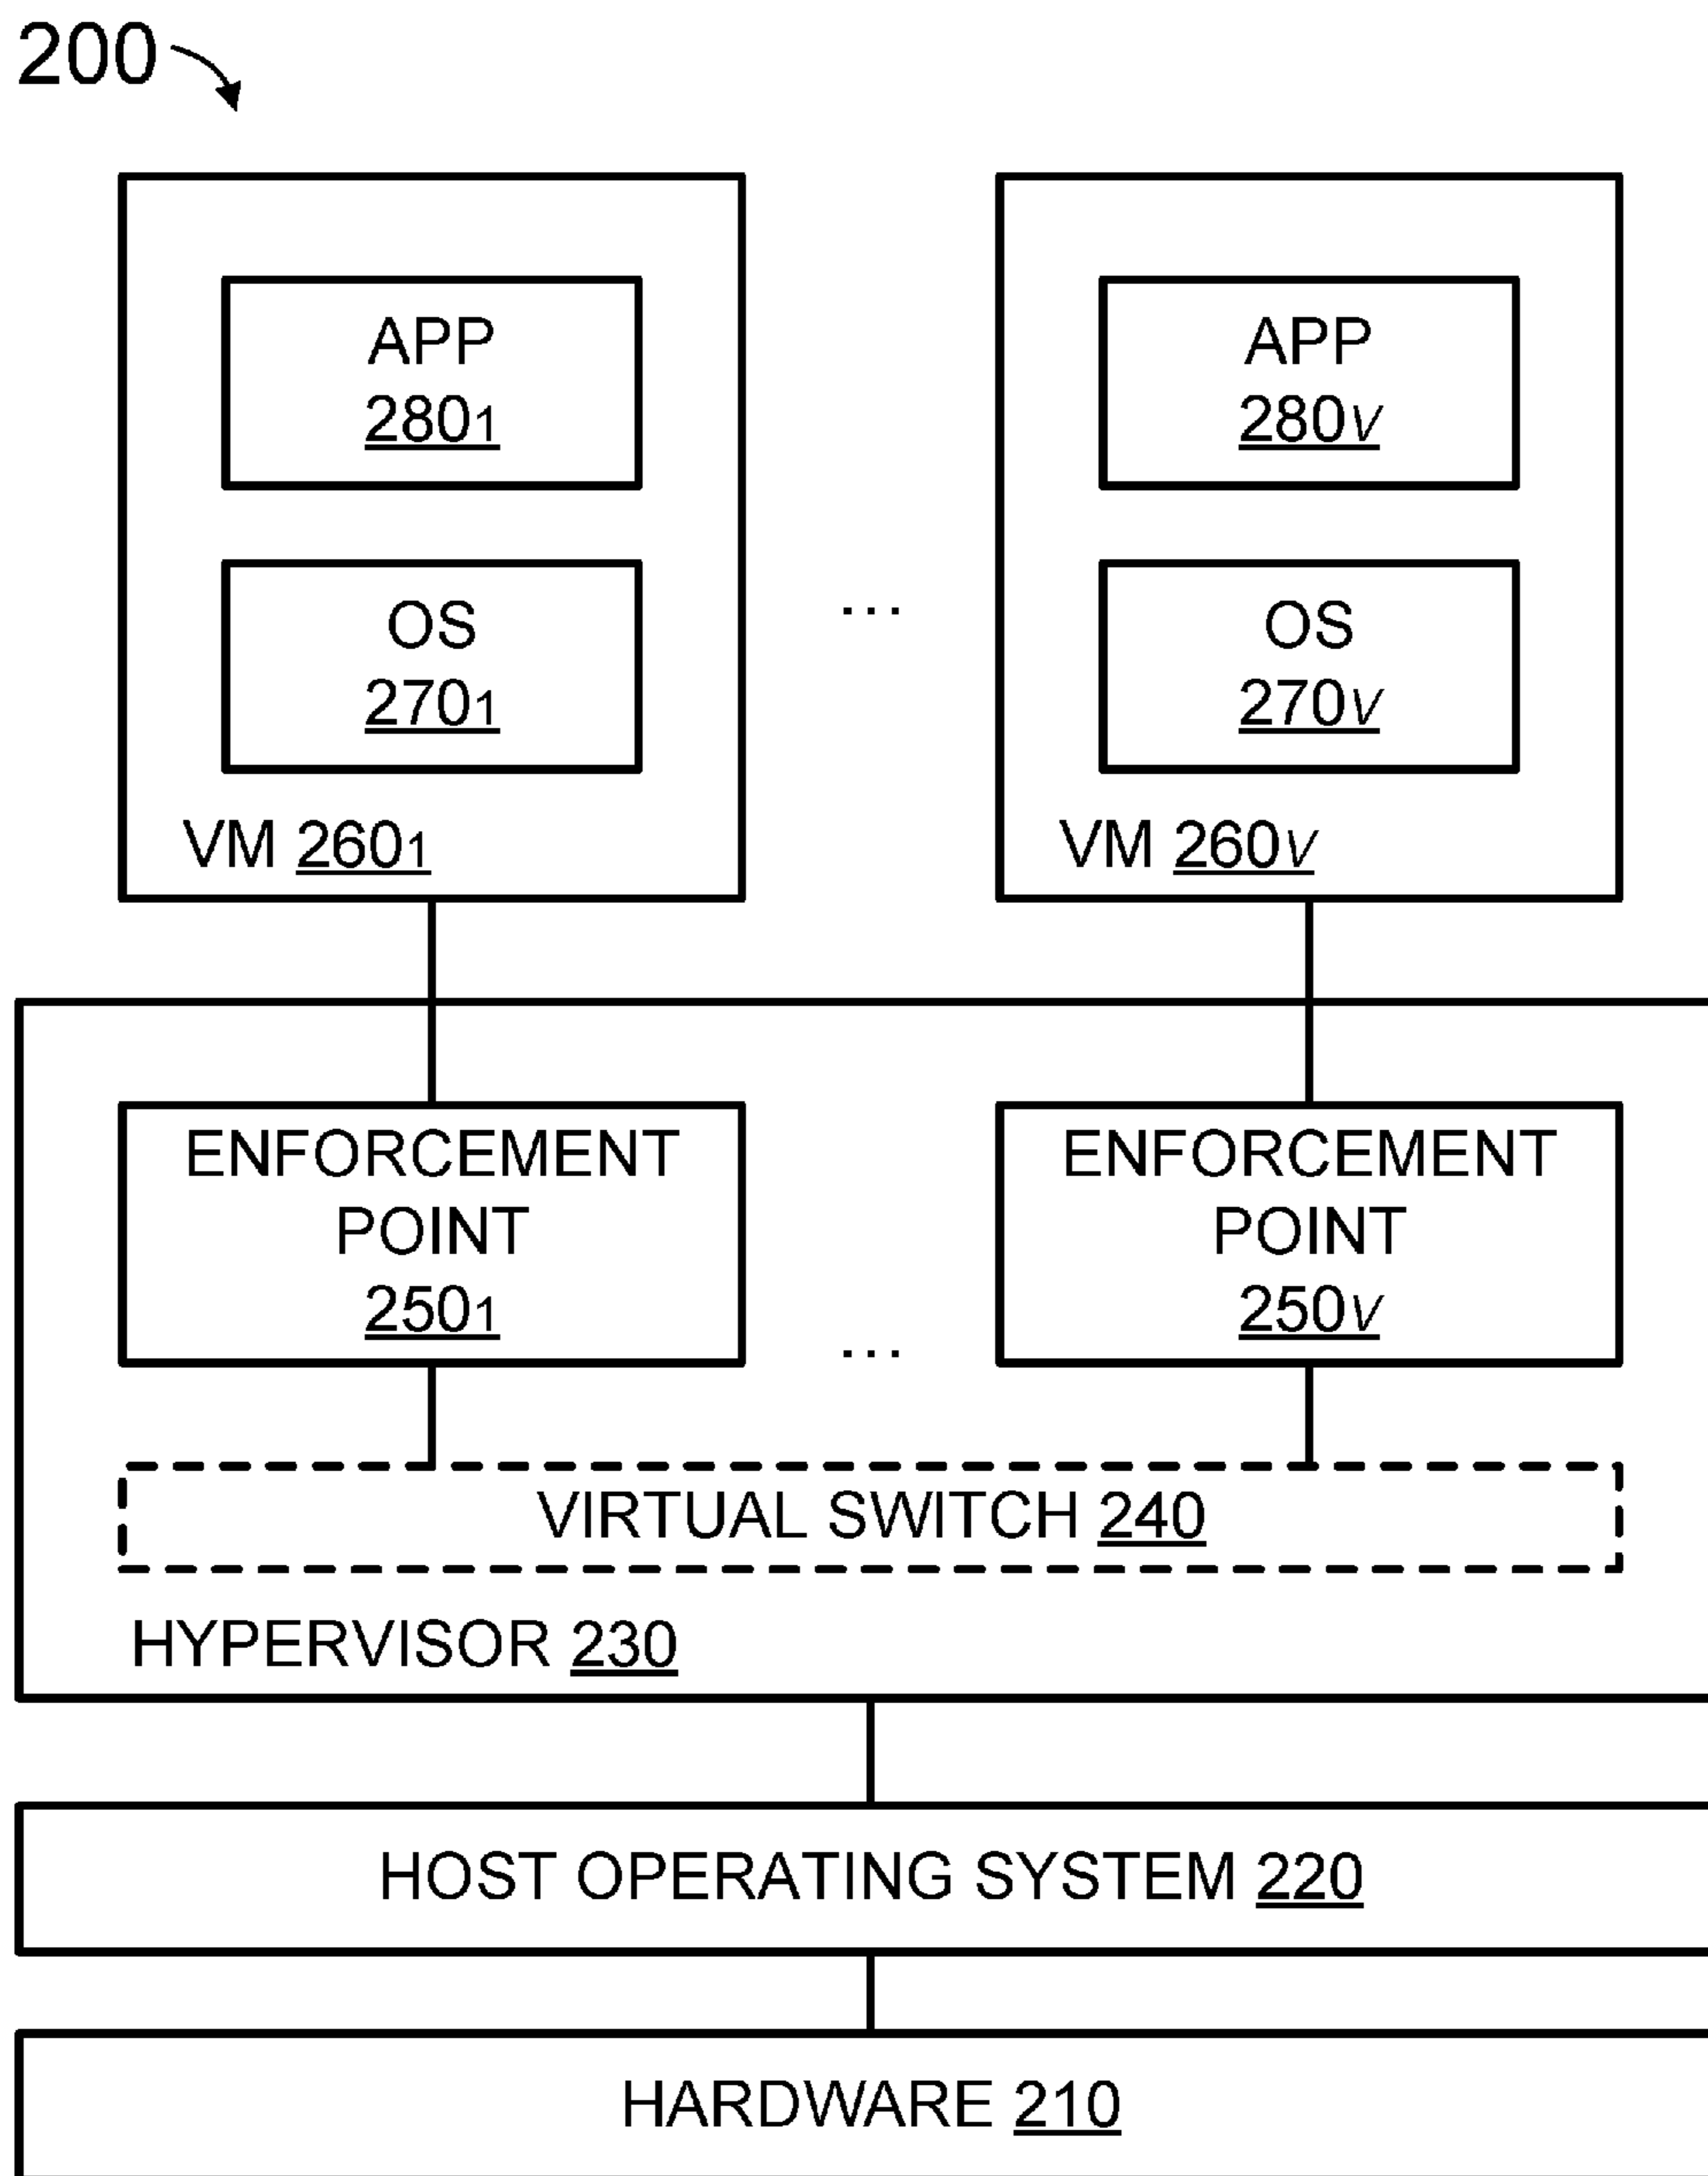 200
APP APP
280₁ 280V
OS OS
270₁ ... 270V
VM 260₁ VM 260V
ENFORCEMENT ENFORCEMENT
POINT POINT
250₁ ... 250V
VIRTUAL SWITCH 240
HYPERVISOR 230
HOST OPERATING SYSTEM 220
HARDWARE 210